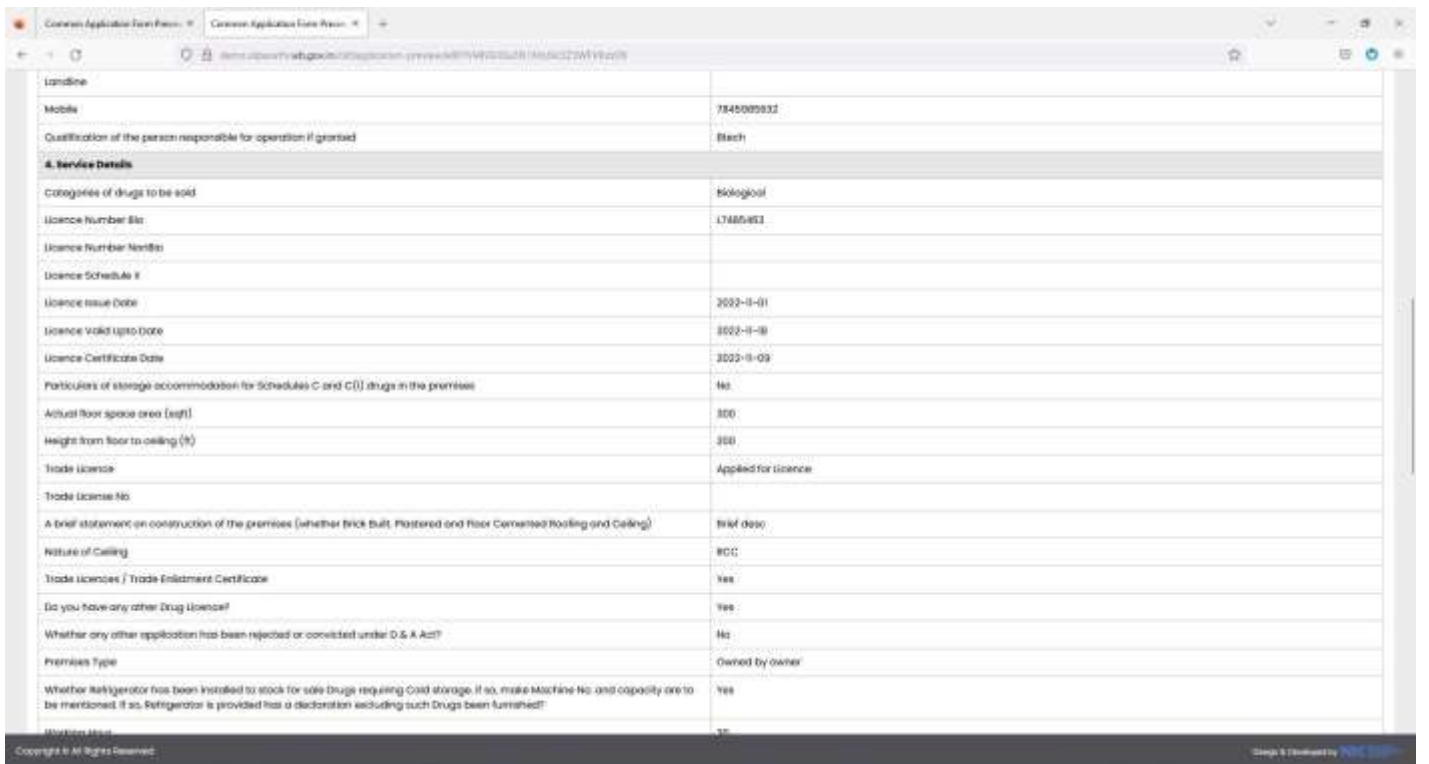 Common Application Form
Common Application Form
Landline
Mobile
Qualification of the person responsible for operation if granted Btech
4. Service Details
Categories of drugs to be sold Biological
Licence Number Bio
Licence Number NonBio
Licence Schedule X
Licence Issue Date 2022-11-01
Licence Valid Upto Date 2022-11-18
Licence Certificate Date 2022-11-09
Particulars of storage accommodation for Schedules C and C(1) drugs in the premises No
Actual floor space area (sqft) 300
Height from floor to ceiling (ft) 200
Trade Licence Applied for Licence
Trade License No
A brief statement on construction of the premises (whether Brick Built, Plastered and Floor Cemented Roofing and Ceiling) Brief desc
Nature of Ceiling RCC
Trade Licences / Trade Enlistment Certificate Yes
Do you have any other Drug Licence? Yes
Whether any other application has been rejected or convicted under D & A Act? No
Premises Type Owned by owner
Whether Refrigerator has been installed to stock for sale Drugs requiring Cold storage. If so, make Machine No. and capacity are to Yes
be mentioned. If so, Refrigerator is provided has a declaration excluding such Drugs been furnished?
Copyright © All Rights Reserved.
Design & Developed by